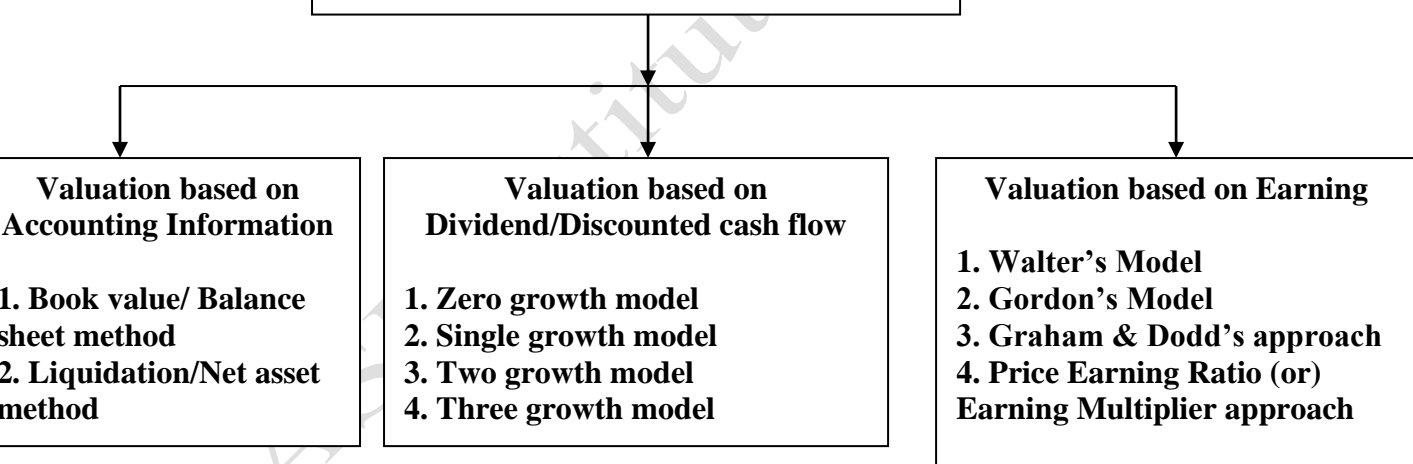 Valuation based on
Accounting Information
1. Book value/ Balance
sheet method
2. Liquidation/Net asset
method
Valuation based on
Dividend/Discounted cash flow
1. Zero growth model
2. Single growth model
3. Two growth model
4. Three growth model
Valuation based on Earning
1. Walter’s Model
2. Gordon’s Model
3. Graham & Dodd’s approach
4. Price Earning Ratio (or)
Earning Multiplier approach